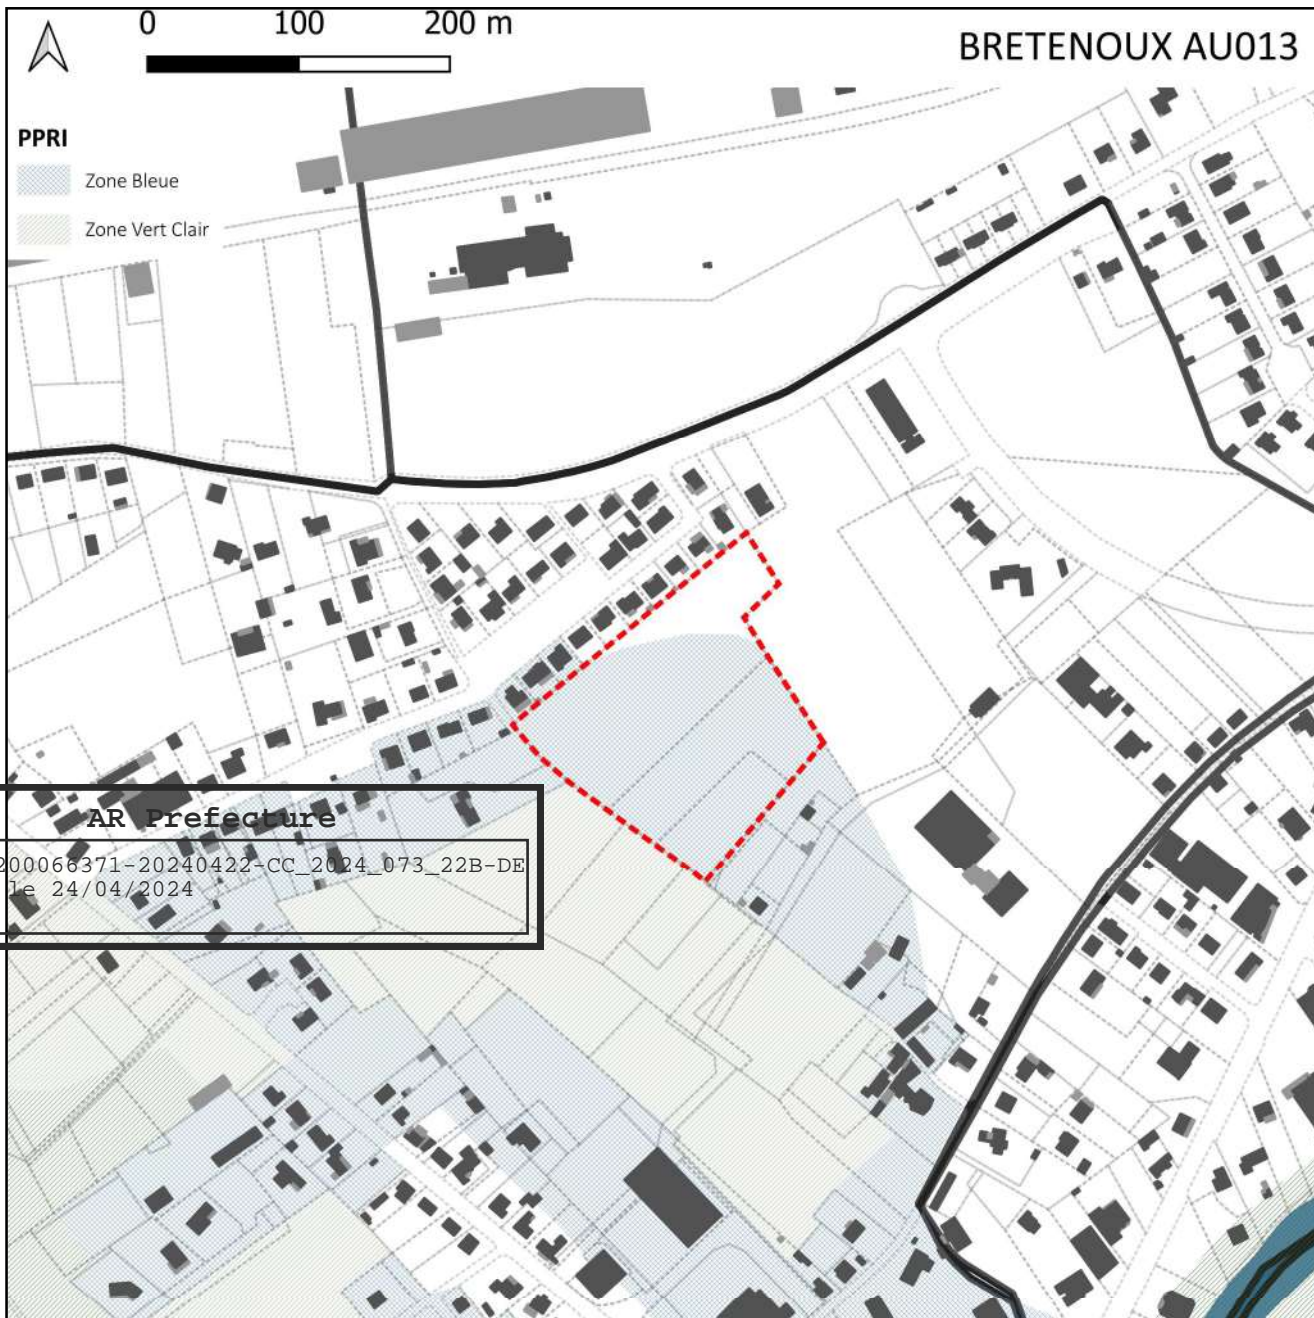 0 100 200 m
BRETENOUX AU013
PPRI
Zone Bleue
Zone Vert Clair
AR Prefecture
200066371-20240422-CC_2024_073_22B-DE
le 24/04/2024